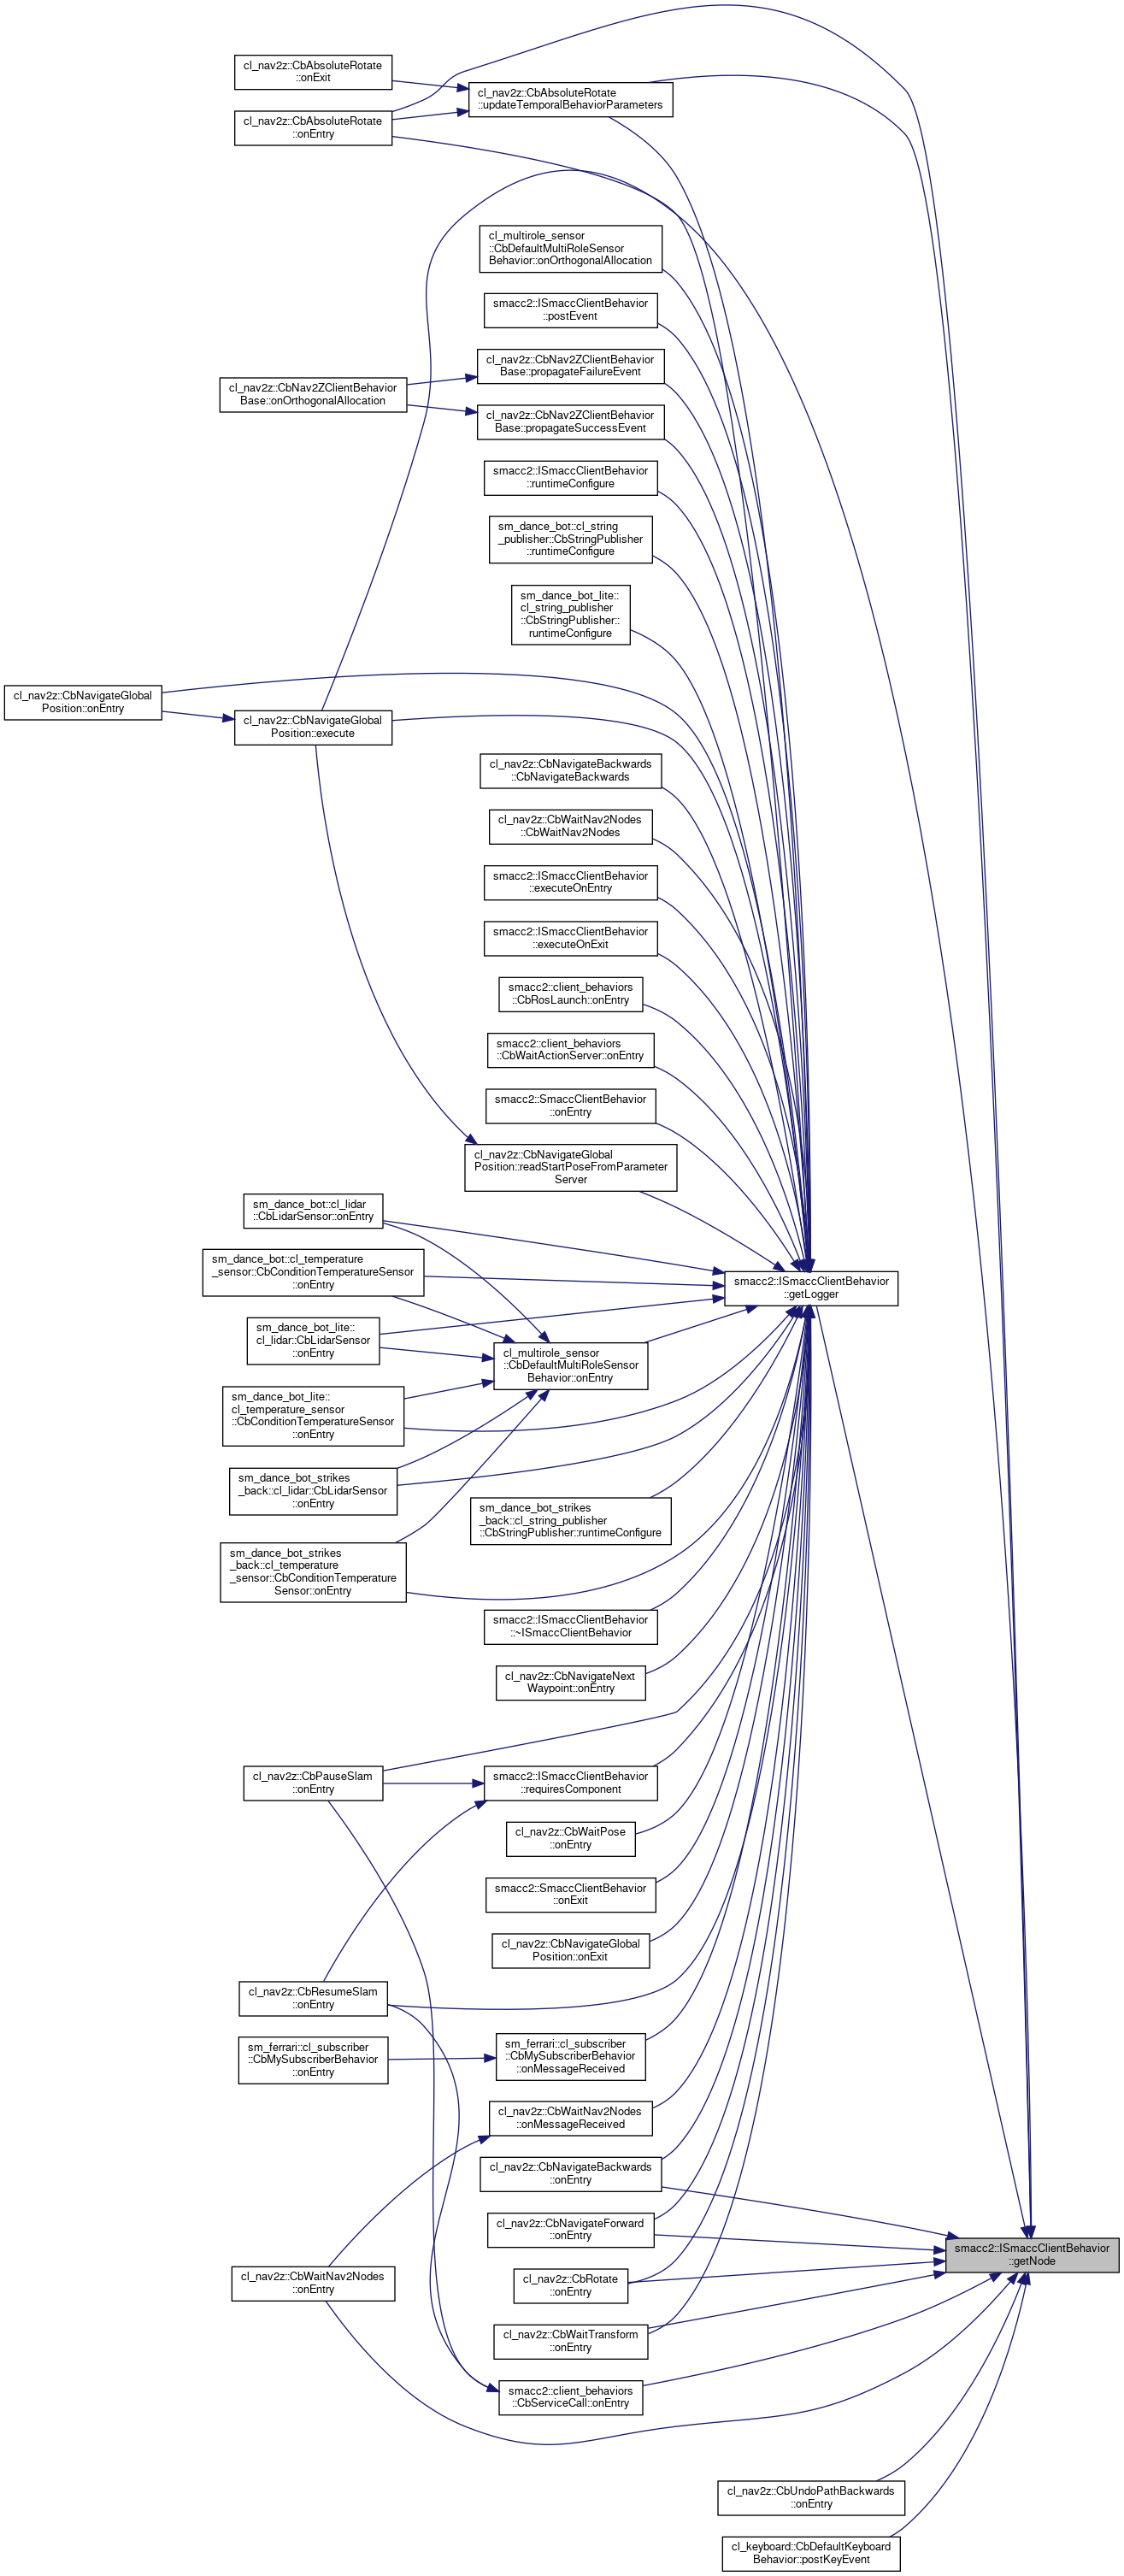 cl_nav2z::CbAbsoluteRotate
::onExit
cl_nav2z::CbAbsoluteRotate
::updateTemporalBehaviorParameters
cl_nav2z::CbAbsoluteRotate
::onEntry
cl_multirole_sensor
::CbDefaultMultiRoleSensor
Behavior::onOrthogonalAllocation
smacc2::ISmaccClientBehavior
::postEvent
cl_nav2z::CbNav2ZClientBehavior
Base::propagateFailureEvent
cl_nav2z::CbNav2ZClientBehavior
Base::onOrthogonalAllocation
cl_nav2z::CbNav2ZClientBehavior
Base::propagateSuccessEvent
smacc2::ISmaccClientBehavior
::runtimeConfigure
sm_dance_bot::cl_string
_publisher::CbStringPublisher
::runtimeConfigure
sm_dance_bot_lite::
cl_string_publisher
::CbStringPublisher::
runtimeConfigure
cl_nav2z::CbNavigateGlobal
Position::onEntry
cl_nav2z::CbNavigateGlobal
Position::execute
cl_nav2z::CbNavigateBackwards
::CbNavigateBackwards
cl_nav2z::CbWaitNav2Nodes
::CbWaitNav2Nodes
smacc2::ISmaccClientBehavior
::executeOnEntry
smacc2::ISmaccClientBehavior
::executeOnExit
smacc2::client_behaviors
::CbRosLaunch::onEntry
smacc2::client_behaviors
::CbWaitActionServer::onEntry
smacc2::SmaccClientBehavior
::onEntry
cl_nav2z::CbNavigateGlobal
Position::readStartPoseFromParameter
Server
sm_dance_bot::cl_lidar
::CbLidarSensor::onEntry
sm_dance_bot::cl_temperature
_sensor::CbConditionTemperatureSensor
::onEntry
smacc2::ISmaccClientBehavior
::getLogger
sm_dance_bot_lite::
cl_lidar::CbLidarSensor
::onEntry
cl_multirole_sensor
::CbDefaultMultiRoleSensor
Behavior::onEntry
sm_dance_bot_lite::
cl_temperature_sensor
::CbConditionTemperatureSensor
::onEntry
sm_dance_bot_strikes
_back::cl_lidar::CbLidarSensor
::onEntry
sm_dance_bot_strikes
_back::cl_string_publisher
::CbStringPublisher::runtimeConfigure
sm_dance_bot_strikes
_back::cl_temperature
_sensor::CbConditionTemperature
Sensor::onEntry
smacc2::ISmaccClientBehavior
::~ISmaccClientBehavior
cl_nav2z::CbNavigateNext
Waypoint::onEntry
cl_nav2z::CbPauseSlam
::onEntry
smacc2::ISmaccClientBehavior
::requiresComponent
cl_nav2z::CbWaitPose
::onEntry
smacc2::SmaccClientBehavior
::onExit
cl_nav2z::CbNavigateGlobal
Position::onExit
cl_nav2z::CbResumeSlam
::onEntry
sm_ferrari::cl_subscriber
::CbMySubscriberBehavior
::onEntry
sm_ferrari::cl_subscriber
::CbMySubscriberBehavior
::onMessageReceived
cl_nav2z::CbWaitNav2Nodes
::onMessageReceived
cl_nav2z::CbNavigateBackwards
::onEntry
cl_nav2z::CbNavigateForward
::onEntry
smacc2::ISmaccClientBehavior
::getNode
cl_nav2z::CbWaitNav2Nodes
::onEntry
cl_nav2z::CbRotate
::onEntry
cl_nav2z::CbWaitTransform
::onEntry
smacc2::client_behaviors
::CbServiceCall::onEntry
cl_nav2z::CbUndoPathBackwards
::onEntry
cl_keyboard::CbDefaultKeyboard
Behavior::postKeyEvent